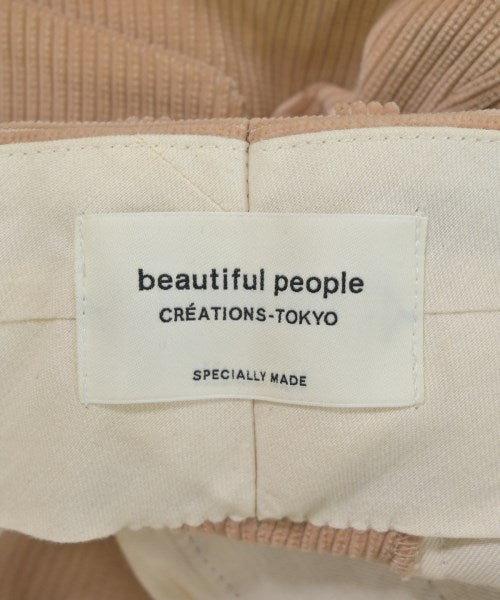 beautiful people
CRÉATIONS-TOKYO
SPECIALLY MADE